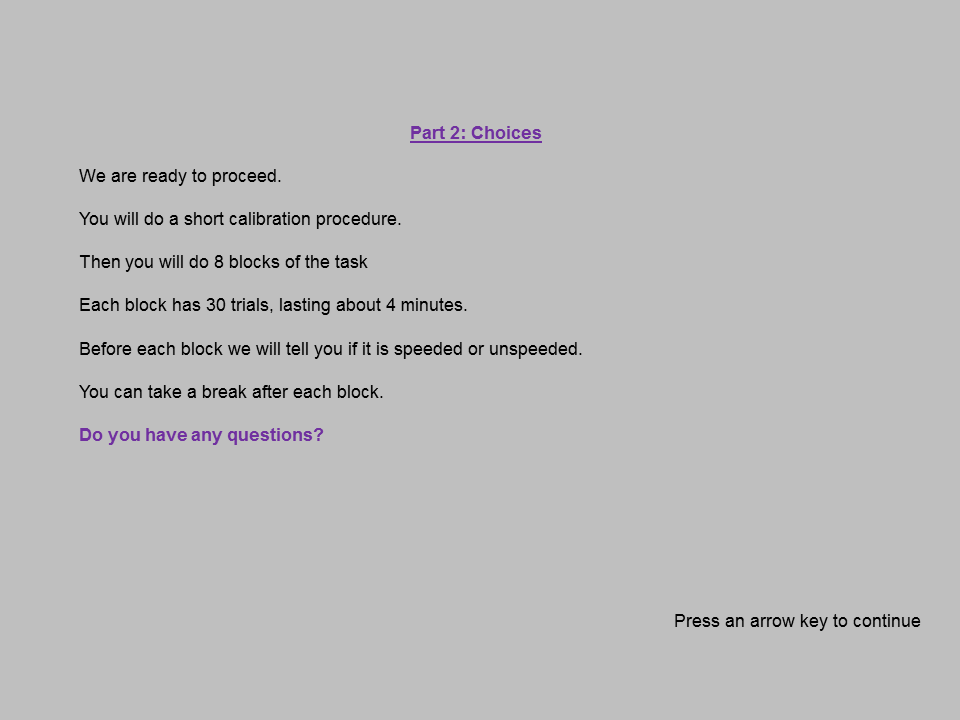 Part 2: Choices
We are ready to proceed.
You will do a short calibration procedure.
Then you will do 8 blocks of the task
Each block has 30 trials, lasting about 4 minutes.
Before each block we will tell you if it is speeded or unspeeded.
You can take a break after each block.
Do you have any questions?
Press an arrow key to continue